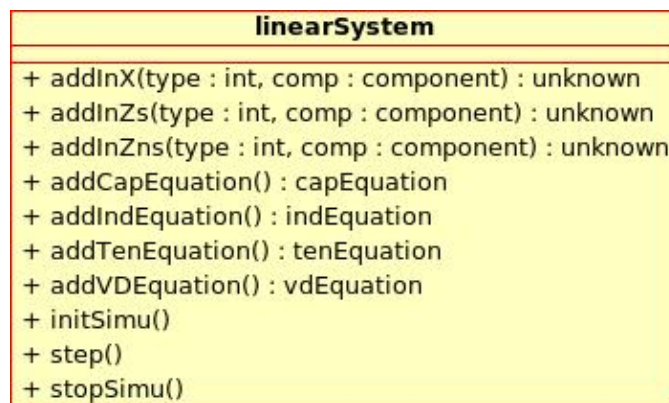 linearSystem
+ addInX(type : int, comp : component) : unknown
+ addInZs(type : int, comp : component) : unknown
+ addInZns(type : int, comp : component) : unknown
+ addCapEquation() : capEquation
+ addIndEquation() : indEquation
+ addTenEquation() : tenEquation
+ addVDEquation() : vdEquation
+ initSimu()
+ step()
+ stopSimu()